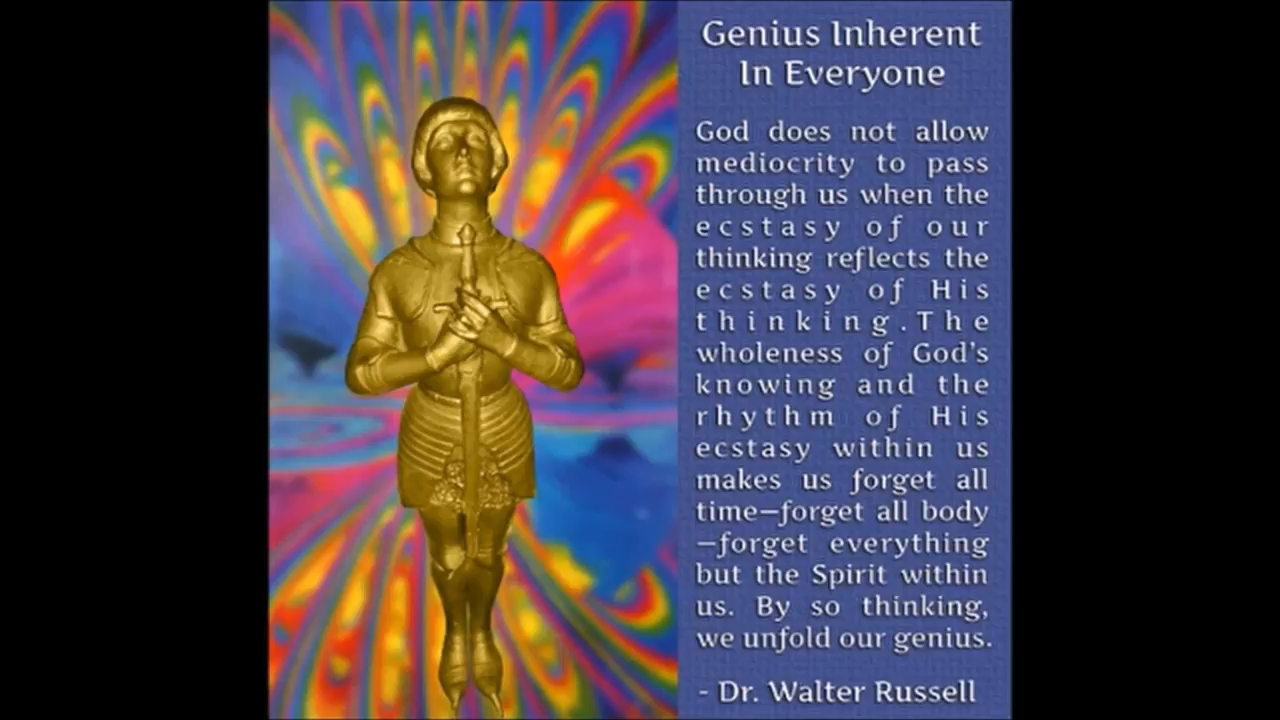 Genius Inherent
In Everyone
God does not allow
mediocrity to pass
through us when the
ecstasy of our
thinking reflects the
ecstasy of His
thinking.The
wholeness of God's
knowing and the
rhythm of His
ecstasy within us
makes us forget all
time—forget all body
—forget everything
but the Spirit within
us. By so thinking,
we unfold our genius.
- Dr. Walter Russell